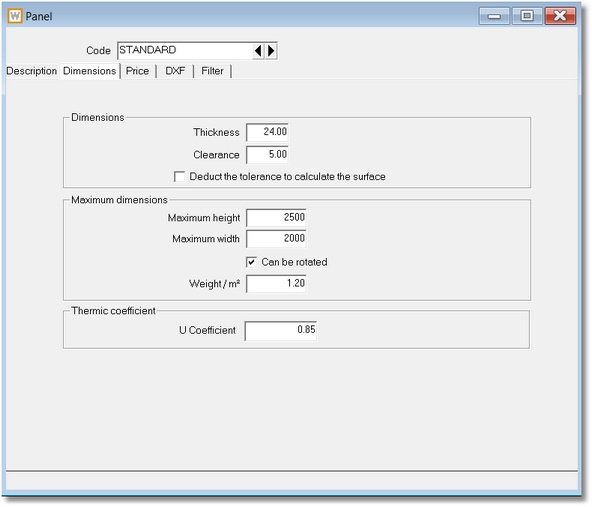 W Panel
Code STANDARD
Description Dimensions Price DXF Filter
Dimensions
Thickness 24.00
Clearance 5.00
Deduct the tolerance to calculate the surface
Maximum dimensions
Maximum height 2500
Maximum width 2000
Can be rotated
Weight / m² 1.20
Thermic coefficient
U Coefficient 0.85